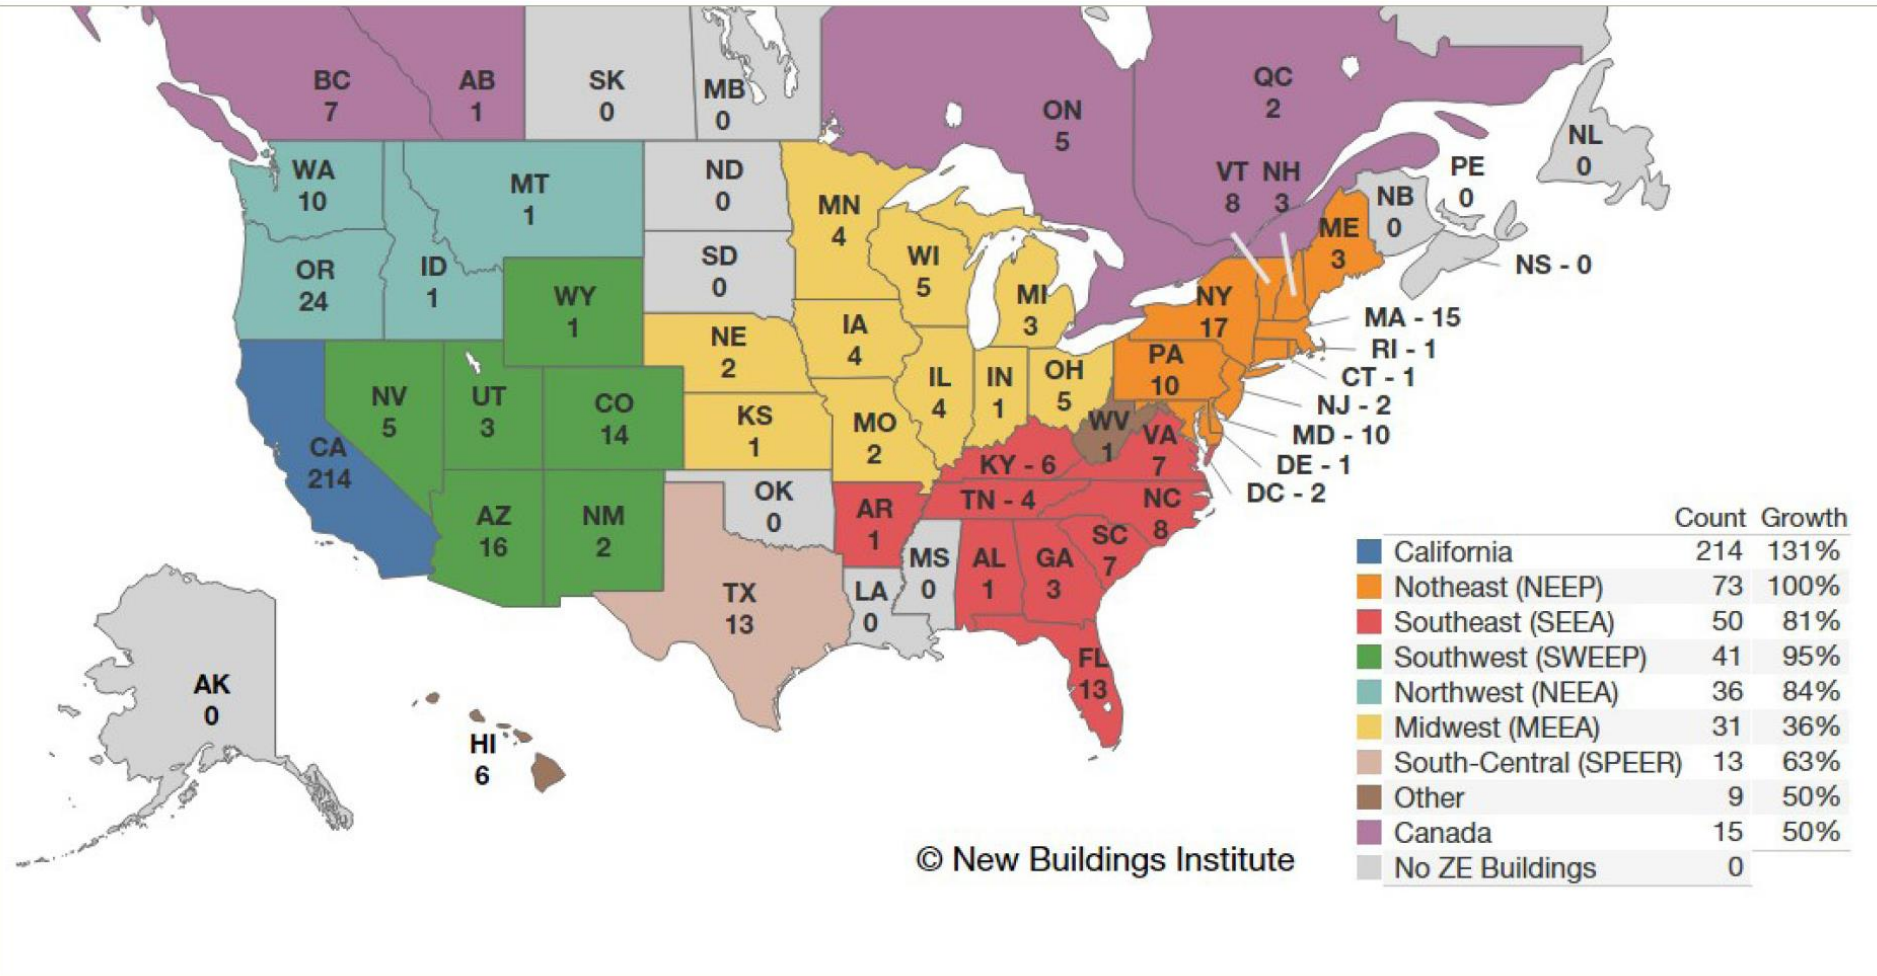 BC
7
AB
1
SK
0
MB
0
ON
5
QC
2
NL
0
PE
0
NB
0
NS - 0
WA
10
MT
1
ND
0
MN
4
VT
8
NH
3
ME
3
OR
24
ID
1
WY
1
SD
0
WI
5
MI
3
NY
17
MA - 15
RI - 1
CT - 1
NJ - 2
MD - 10
DE - 1
DC - 2
NE
2
IA
4
IL
4
IN
1
OH
5
PA
10
NV
5
UT
3
CO
14
KS
1
MO
2
WV
1
VA
7
CA
214
KY - 6
TN - 4
NC
8
AZ
16
NM
2
OK
0
AR
1
SC
7
MS
0
AL
1
GA
3
TX
13
LA
0
FL
13
AK
0
HI
6
Count Growth
California 214 131%
Notheast (NEEP) 73 100%
Southeast (SEEA) 50 81%
Southwest (SWEEP) 41 95%
Northwest (NEEA) 36 84%
Midwest (MEEA) 31 36%
South-Central (SPEER) 13 63%
Other 9 50%
Canada 15 50%
No ZE Buildings 0
© New Buildings Institute